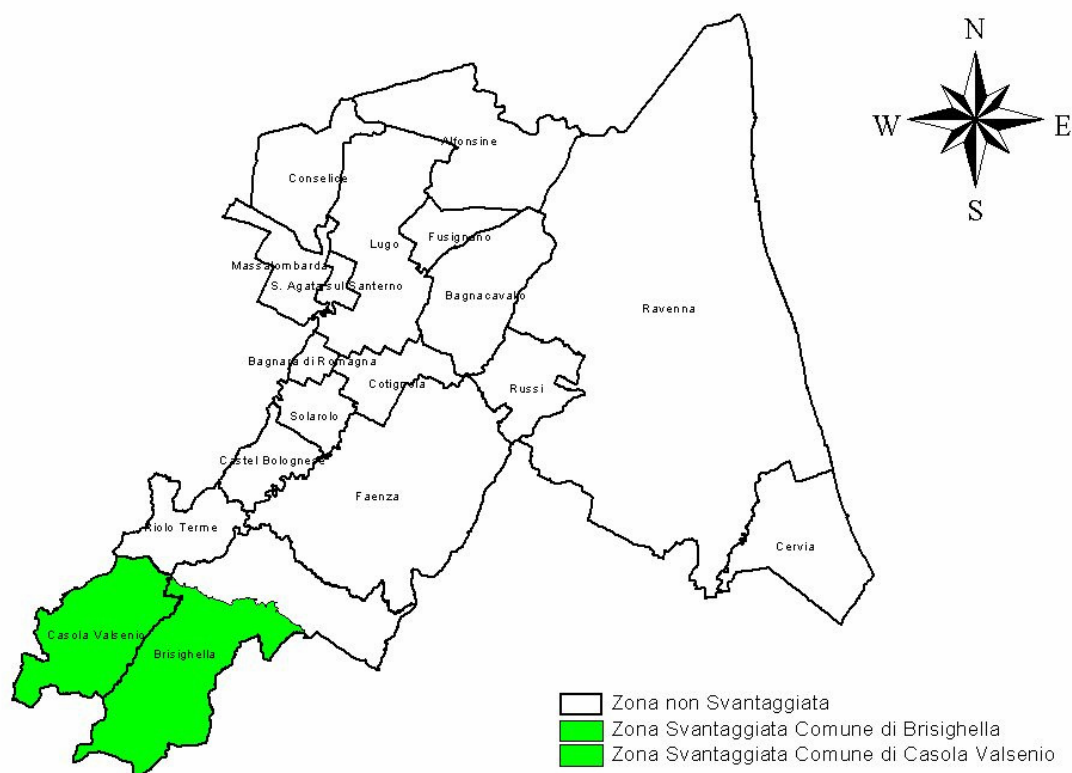 N
W E
S
Alfonsine
Conselice
Lugo
Fusignano
Massalombarda
S. Agata sul Santerno
Bagnacavallo
Ravenna
Bagnara di Romagna
Cotignola
Russi
Solarolo
Castel Bolognese
Faenza
Riolo Terme
Cervia
Casola Valsenio
Brisighella
Zona non Svantaggiata
Zona Svantaggiata Comune di Brisighella
Zona Svantaggiata Comune di Casola Valsenio